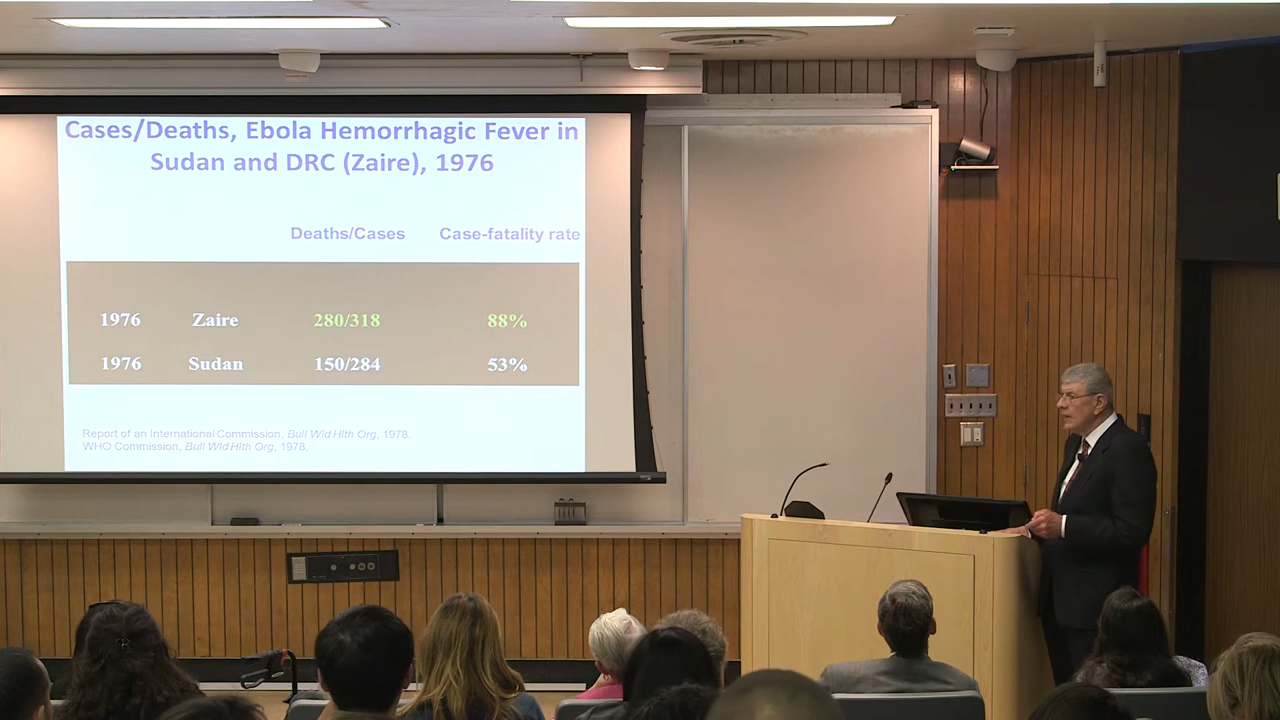 Cases/Deaths, Ebola Hemorrhagic Fever in
Sudan and DRC (Zaire), 1976
Deaths/Cases Case-fatality rate
1976 Zaire 280/318 88%
1976 Sudan 150/284 53%
Report of an International Commission, Bull Wld Hlth Org, 1978.
WHO Commission, Bull Wld Hlth Org, 1978.